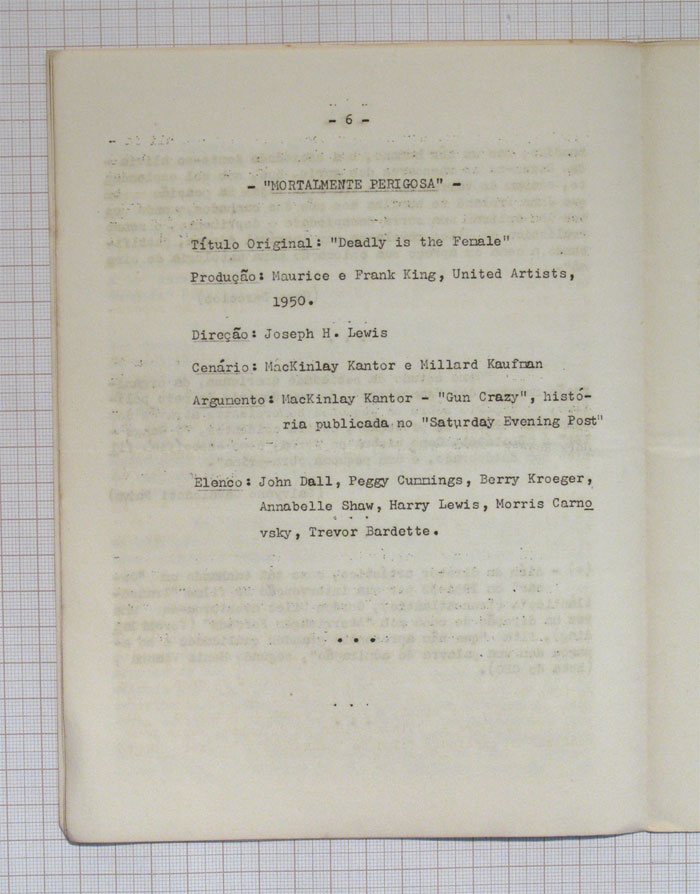 - 6 -
- "MORTALMENTE PERIGOSA" -
Título Original: "Deadly is the Female"
Produção: Maurice e Frank King, United Artists,
1950.
Direção: Joseph H. Lewis
Cenário: MacKinlay Kantor e Millard Kaufman
Argumento: MacKinlay Kantor - "Gun Crazy", histó-
ria publicada no "Saturday Evening Post"
Elenco: John Dall, Peggy Cummings, Berry Kroeger,
Annabelle Shaw, Harry Lewis, Morris Carno
vsky, Trevor Bardette.
. . .
. . .